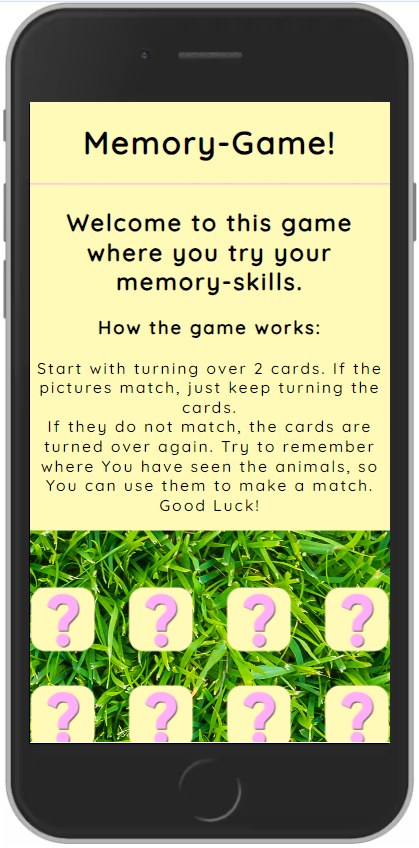 Memory-Game!
Welcome to this game
where you try your
memory-skills.
How the game works:
Start with turning over 2 cards. If the
pictures match, just keep turning the
cards.
If they do not match, the cards are
turned over again. Try to remember
where You have seen the animals, so
You can use them to make a match.
Good Luck!
? ? ? ?
? ? ? ?